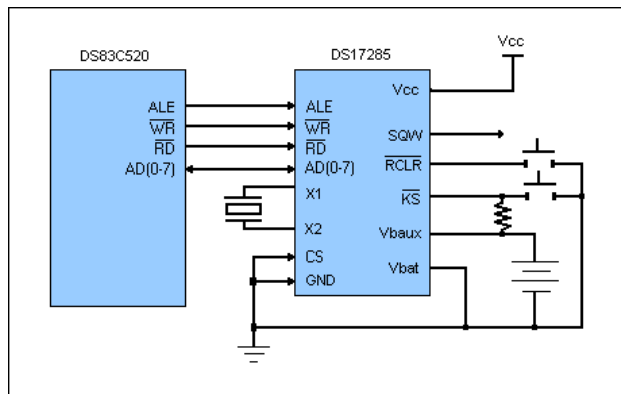 DS83C520
DS17285
Vcc
ALE
WR
RD
AD(0-7)
ALE
WR
RD
AD(0-7)
X1
X2
CS
GND
Vcc
SQW
RCLR
KS
Vbaux
Vbat